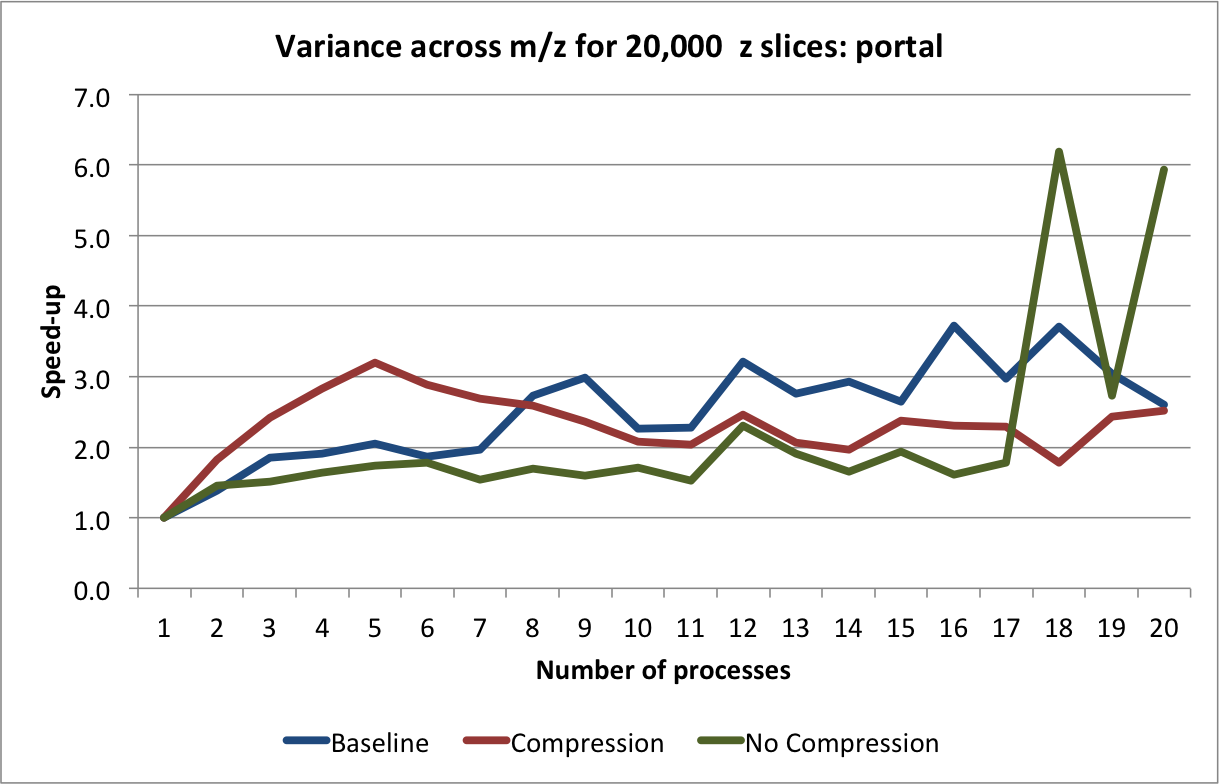 Variance across m/z for 20,000  z slices: portal
7.0
6.0
5.0
4.0
3.0
2.0
1.0
0.0
Speed-up
1 2 3 4 5 6 7 8 9 10 11 12 13 14 15 16 17 18 19 20
Number of processes
Baseline Compression No Compression